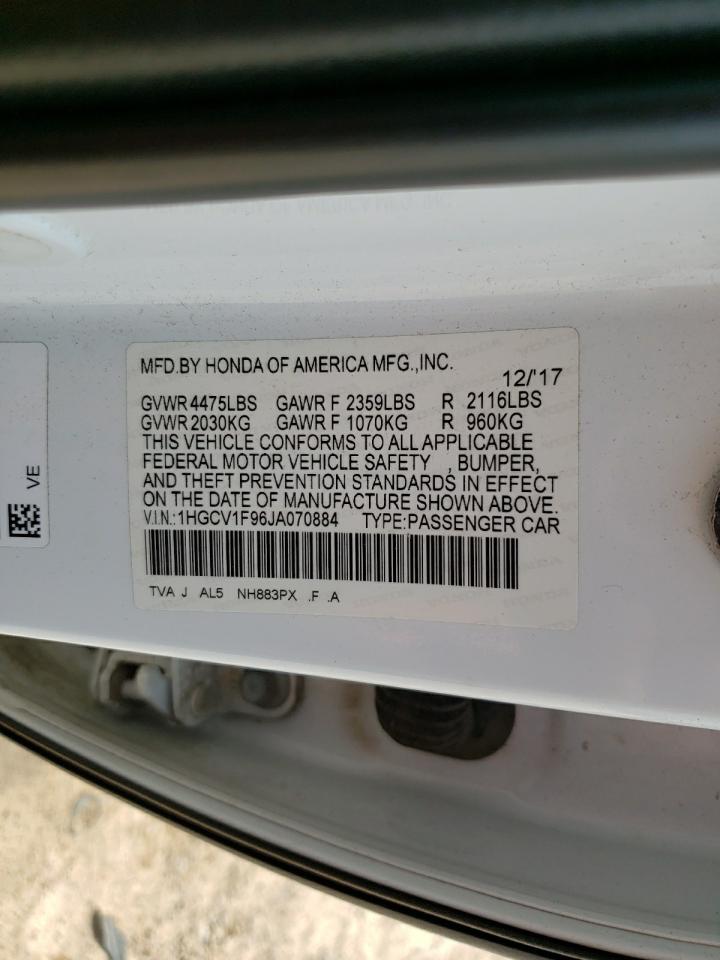 MFD.BY HONDA OF AMERICA MFG.,INC.
12/'17
GVWR 4475LBS GAWR F 2359LBS R 2116LBS
GVWR 2030KG GAWR F 1070KG R 960KG
THIS VEHICLE CONFORMS TO ALL APPLICABLE
FEDERAL MOTOR VEHICLE SAFETY , BUMPER,
AND THEFT PREVENTION STANDARDS IN EFFECT
ON THE DATE OF MANUFACTURE SHOWN ABOVE.
V.I.N.:1HGCV1F96JA070884 TYPE:PASSENGER CAR
TVA J AL5 NH883PX .F .A
VE